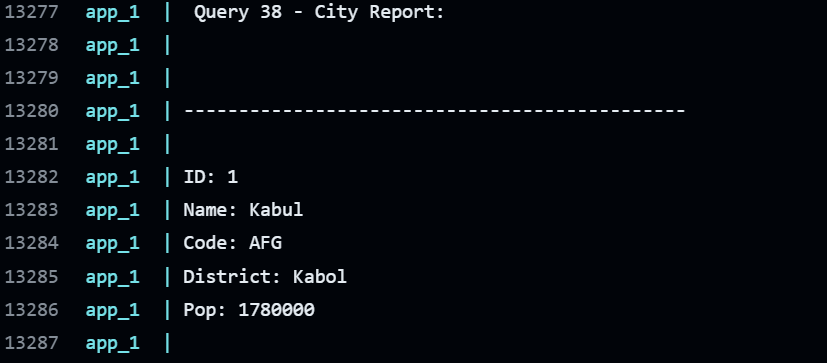 13277 app_1 | Query 38 - City Report:
13278 app_1 |
13279 app_1 |
13280 app_1 | ----------------------------------------------
13281 app_1 |
13282 app_1 | ID: 1
13283 app_1 | Name: Kabul
13284 app_1 | Code: AFG
13285 app_1 | District: Kabol
13286 app_1 | Pop: 1780000
13287 app_1 |